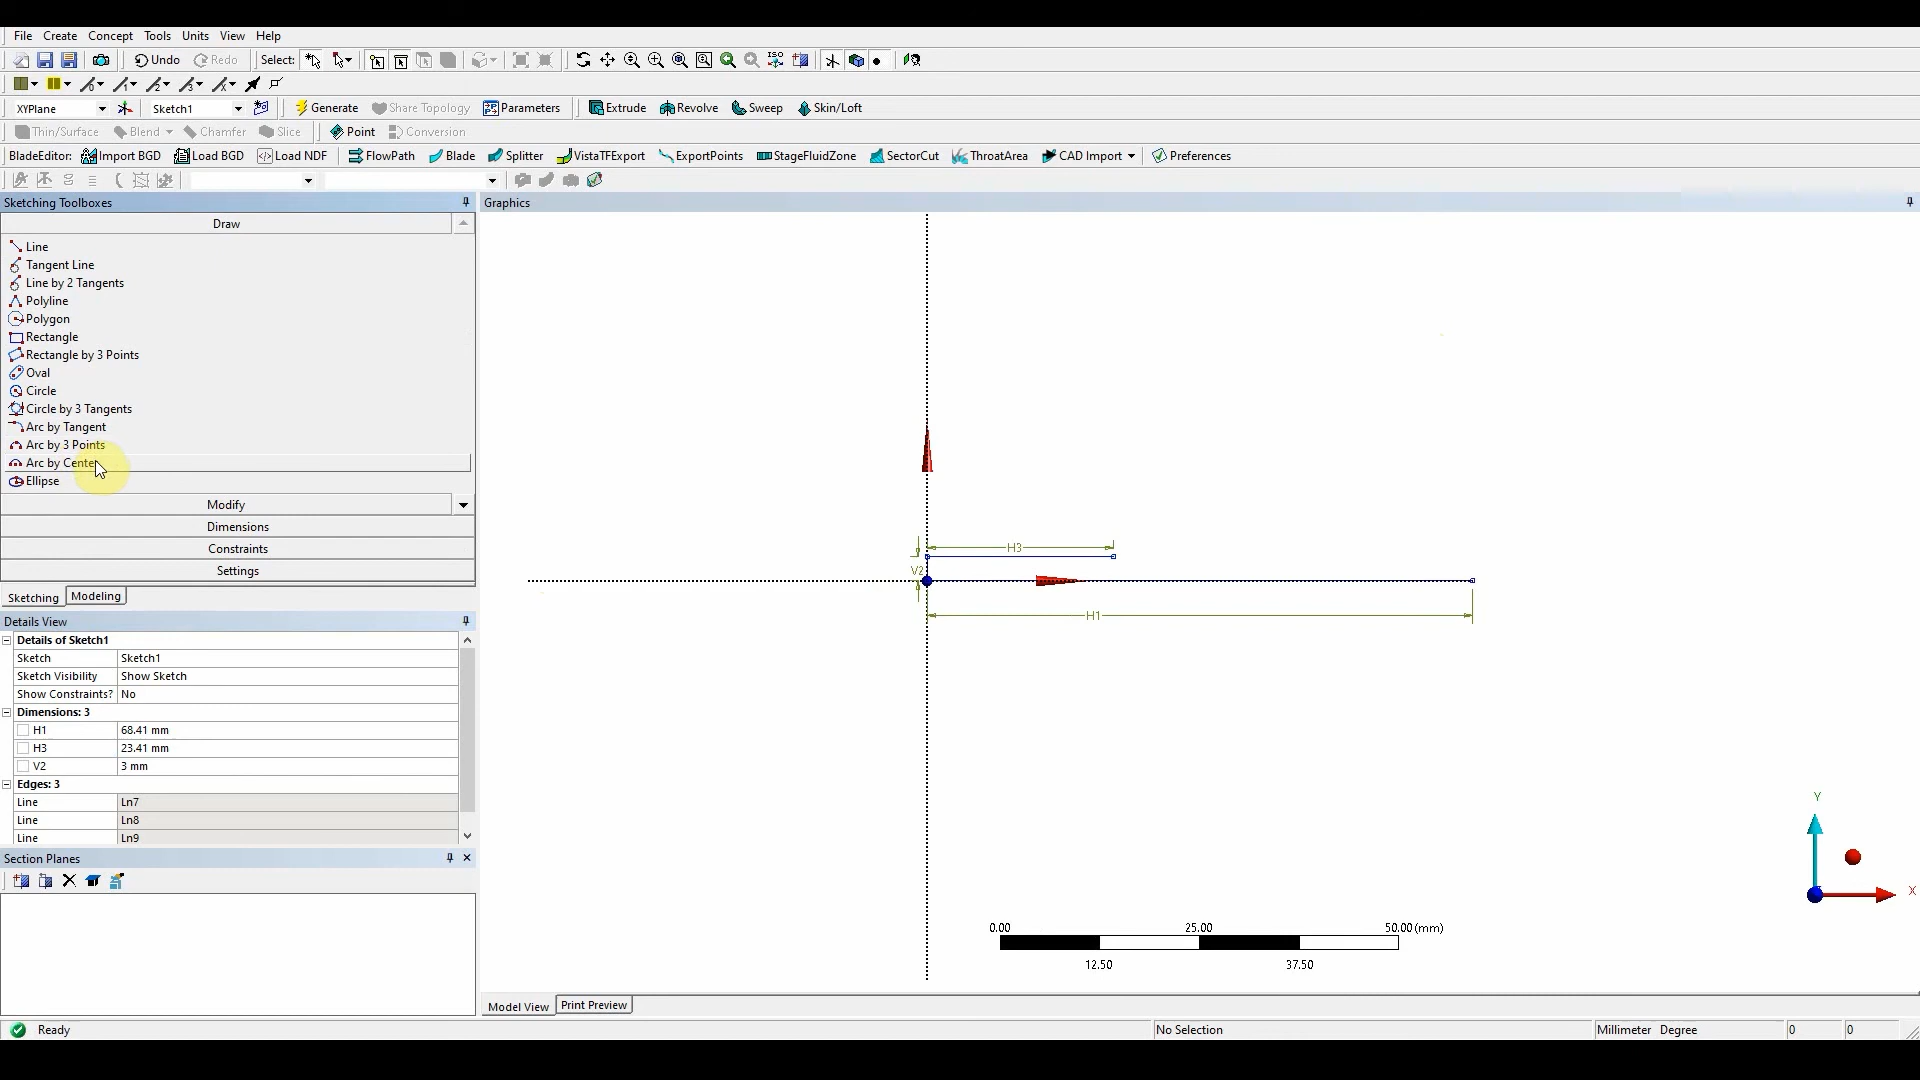 File Create Concept Tools Units View Help
Undo Redo Select: ISO
XYPlane Sketch1 Generate Share Topology Parameters Extrude Revolve Sweep Skin/Loft
Thin/Surface Blend Chamfer Slice Point Conversion
BladeEditor: Import BGD Load BGD Load NDF FlowPath Blade Splitter VistaTFExport ExportPoints StageFluidZone SectorCut ThroatArea CAD Import Preferences
Sketching Toolboxes
Draw
Line
Tangent Line
Line by 2 Tangents
Polyline
Polygon
Rectangle
Rectangle by 3 Points
Oval
Circle
Circle by 3 Tangents
Arc by Tangent
Arc by 3 Points
Arc by Center
Ellipse
Modify
Dimensions
Constraints
Settings
Sketching Modeling
Details View
Details of Sketch1
Sketch Sketch1
Sketch Visibility Show Sketch
Show Constraints? No
Dimensions: 3
H1 68.41 mm
H3 23.41 mm
V2 3 mm
Edges: 3
Line Ln7
Line Ln8
Line Ln9
Section Planes
Graphics
H3
V2
H1
Y
X
0.00 25.00 50.00 (mm)
12.50 37.50
Model View Print Preview
Ready No Selection Millimeter Degree 0 0